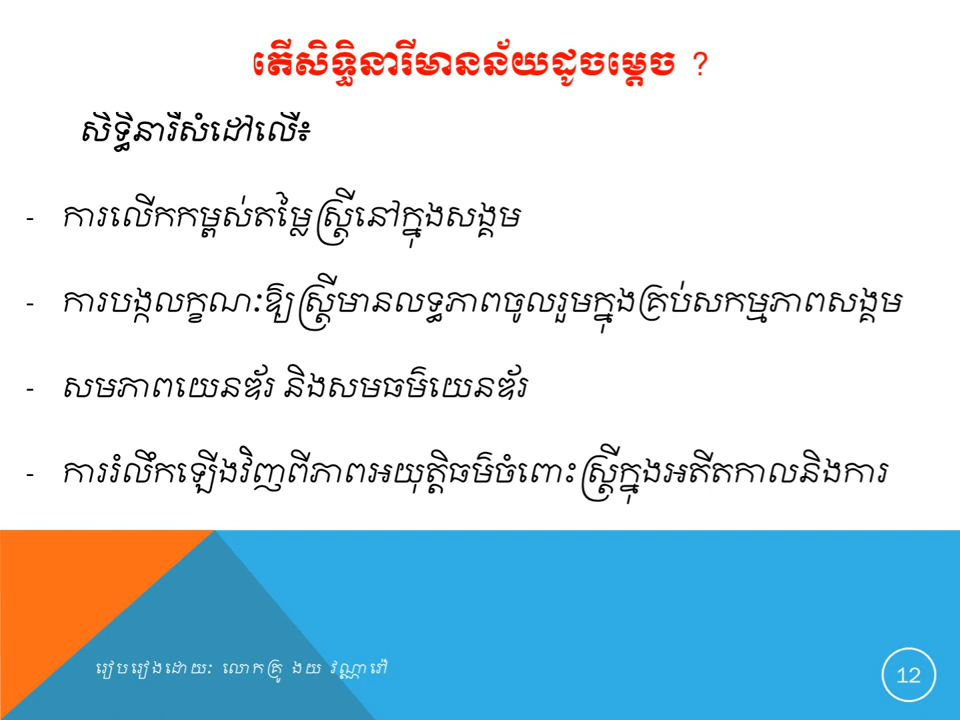 តើសិទ្ធិនារីមានន័យដូចម្ដេច ?
សិទ្ធិនារីសំដៅលើ៖
- ការលើកកម្ពស់តម្លៃស្ត្រីនៅក្នុងសង្គម
- ការបង្កលក្ខណៈឱ្យស្ត្រីមានលទ្ធភាពចូលរួមក្នុងគ្រប់សកម្មភាពសង្គម
- សមភាពយេនឌ័រ និងសមធម៌យេនឌ័រ
- ការរំលឹកឡើងវិញពីភាពអយុត្តិធម៌ចំពោះស្ត្រីក្នុងអតីតកាលនិងការ
រៀបរៀងដោយៈ លោកគ្រូ ងយ វណ្ណារ៉ៅ
12